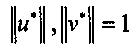 ‖u*‖, ‖v*‖ = 1